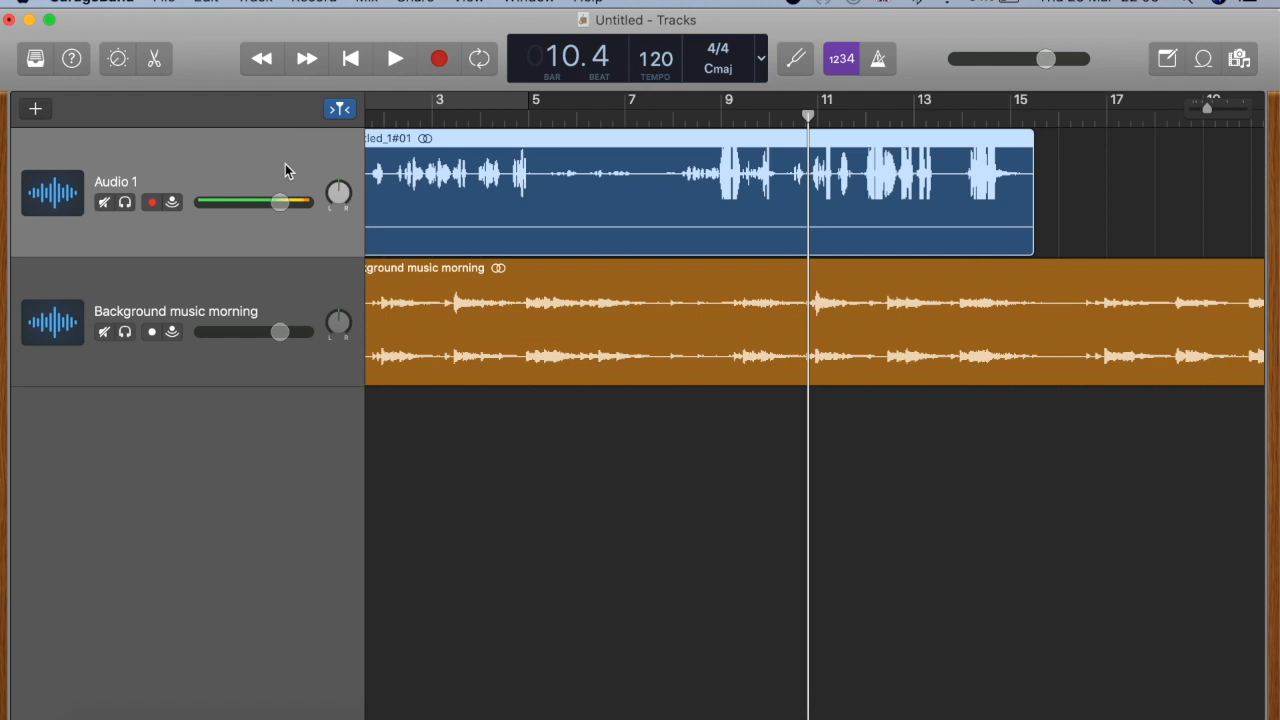 Untitled - Tracks
10.4
BAR BEAT
120
TEMPO
4/4
Cmaj
1234
3 5 7 9 11 13 15 17
Audio 1
L R
tled_1#01
Background music morning
L R
kground music morning